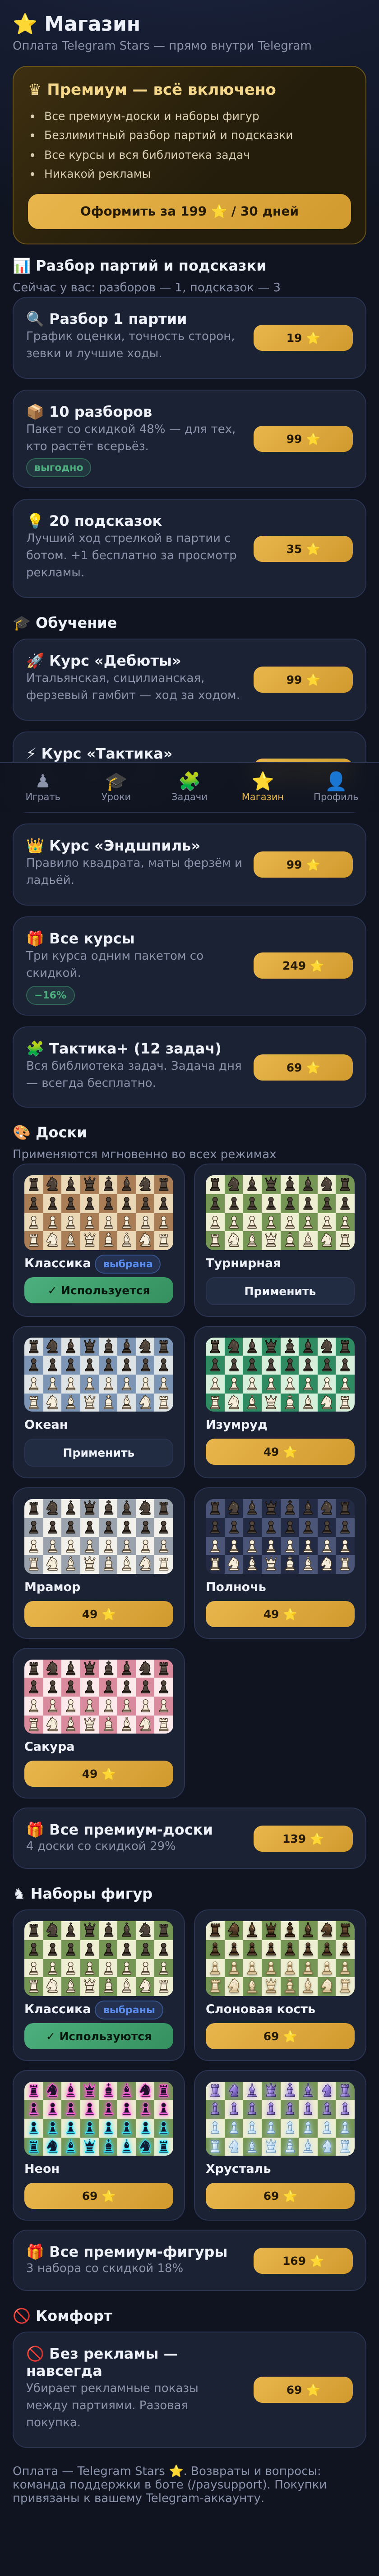 ⭐ Магазин
Оплата Telegram Stars — прямо внутри Telegram
♛ Премиум — всё включено
• Все премиум-доски и наборы фигур
• Безлимитный разбор партий и подсказки
• Все курсы и вся библиотека задач
• Никакой рекламы
Оформить за 199 ⭐ / 30 дней
📊 Разбор партий и подсказки
Сейчас у вас: разборов — 1, подсказок — 3
🔍 Разбор 1 партии
График оценки, точность сторон,
зевки и лучшие ходы.
19 ⭐
📦 10 разборов
Пакет со скидкой 48% — для тех,
кто растёт всерьёз.
выгодно
99 ⭐
💡 20 подсказок
Лучший ход стрелкой в партии с
ботом. +1 бесплатно за просмотр
рекламы.
35 ⭐
🎓 Обучение
🚀 Курс «Дебюты»
Итальянская, сицилианская,
ферзевый гамбит — ход за ходом.
99 ⭐
⚡ Курс «Тактика»
Играть
Уроки
Задачи
Магазин
Профиль
👑 Курс «Эндшпиль»
Правило квадрата, маты ферзём и
ладьёй.
99 ⭐
🎁 Все курсы
Три курса одним пакетом со
скидкой.
−16%
249 ⭐
🧩 Тактика+ (12 задач)
Вся библиотека задач. Задача дня
— всегда бесплатно.
69 ⭐
🎨 Доски
Применяются мгновенно во всех режимах
Классика выбрана
✓ Используется
Турнирная
Применить
Океан
Применить
Изумруд
49 ⭐
Мрамор
49 ⭐
Полночь
49 ⭐
Сакура
49 ⭐
🎁 Все премиум-доски
4 доски со скидкой 29%
139 ⭐
♞ Наборы фигур
Классика выбраны
✓ Используются
Слоновая кость
69 ⭐
Неон
69 ⭐
Хрусталь
69 ⭐
🎁 Все премиум-фигуры
3 набора со скидкой 18%
169 ⭐
🚫 Комфорт
🚫 Без рекламы —
навсегда
Убирает рекламные показы
между партиями. Разовая
покупка.
69 ⭐
Оплата — Telegram Stars ⭐. Возвраты и вопросы:
команда поддержки в боте (/paysupport). Покупки
привязаны к вашему Telegram-аккаунту.